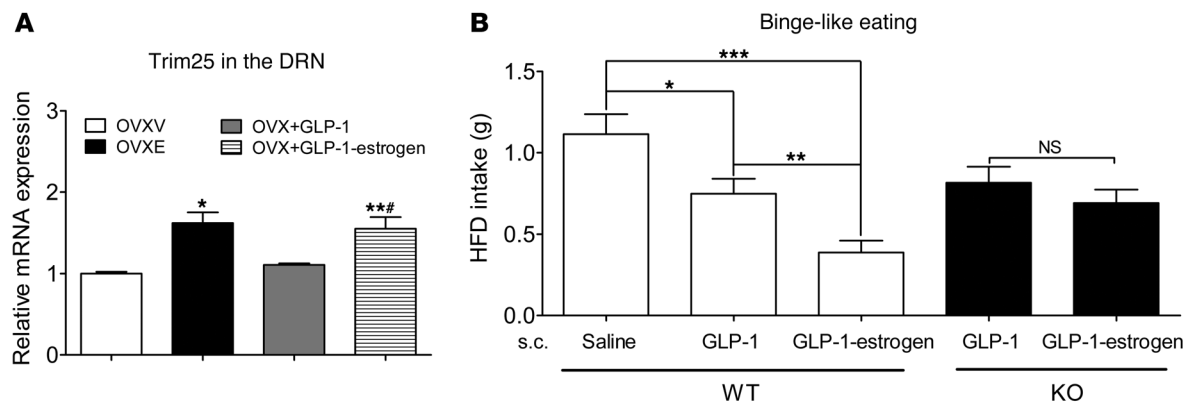 A
Trim25 in the DRN
Relative mRNA expression
3
2
1
0
OVXV
OVX+GLP-1
OVXE
OVX+GLP-1-estrogen
*
**#
B
Binge-like eating
HFD intake (g)
1.5
1.0
0.5
0.0
***
*
**
NS
s.c. Saline GLP-1 GLP-1-estrogen GLP-1 GLP-1-estrogen
WT KO